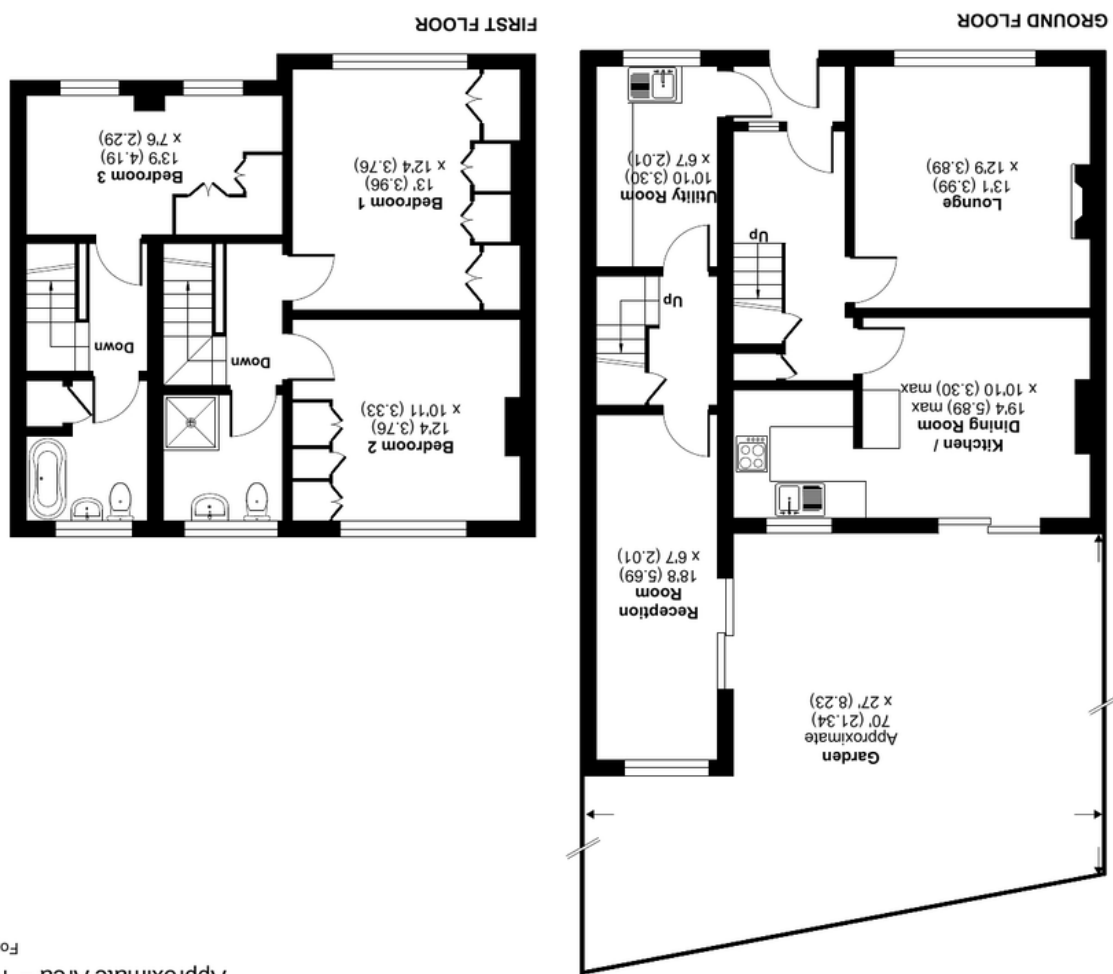 Approximate Area =
Garden
Approximate
70' (21.34)
x 27' (8.23)
Reception
Room
18'8 (5.69)
x 6'7 (2.01)
Kitchen /
Dining Room
19'4 (5.89) max
x 10'10 (3.30) max
Up
Up
Utility Room
10'10 (3.30)
x 6'7 (2.01)
Lounge
13'1 (3.99)
x 12'9 (3.89)
GROUND FLOOR
Bedroom 2
12'4 (3.76)
x 10'11 (3.33)
Down
Down
Bedroom 1
13' (3.96)
x 12'4 (3.76)
Bedroom 3
13'9 (4.19)
x 7'6 (2.29)
FIRST FLOOR